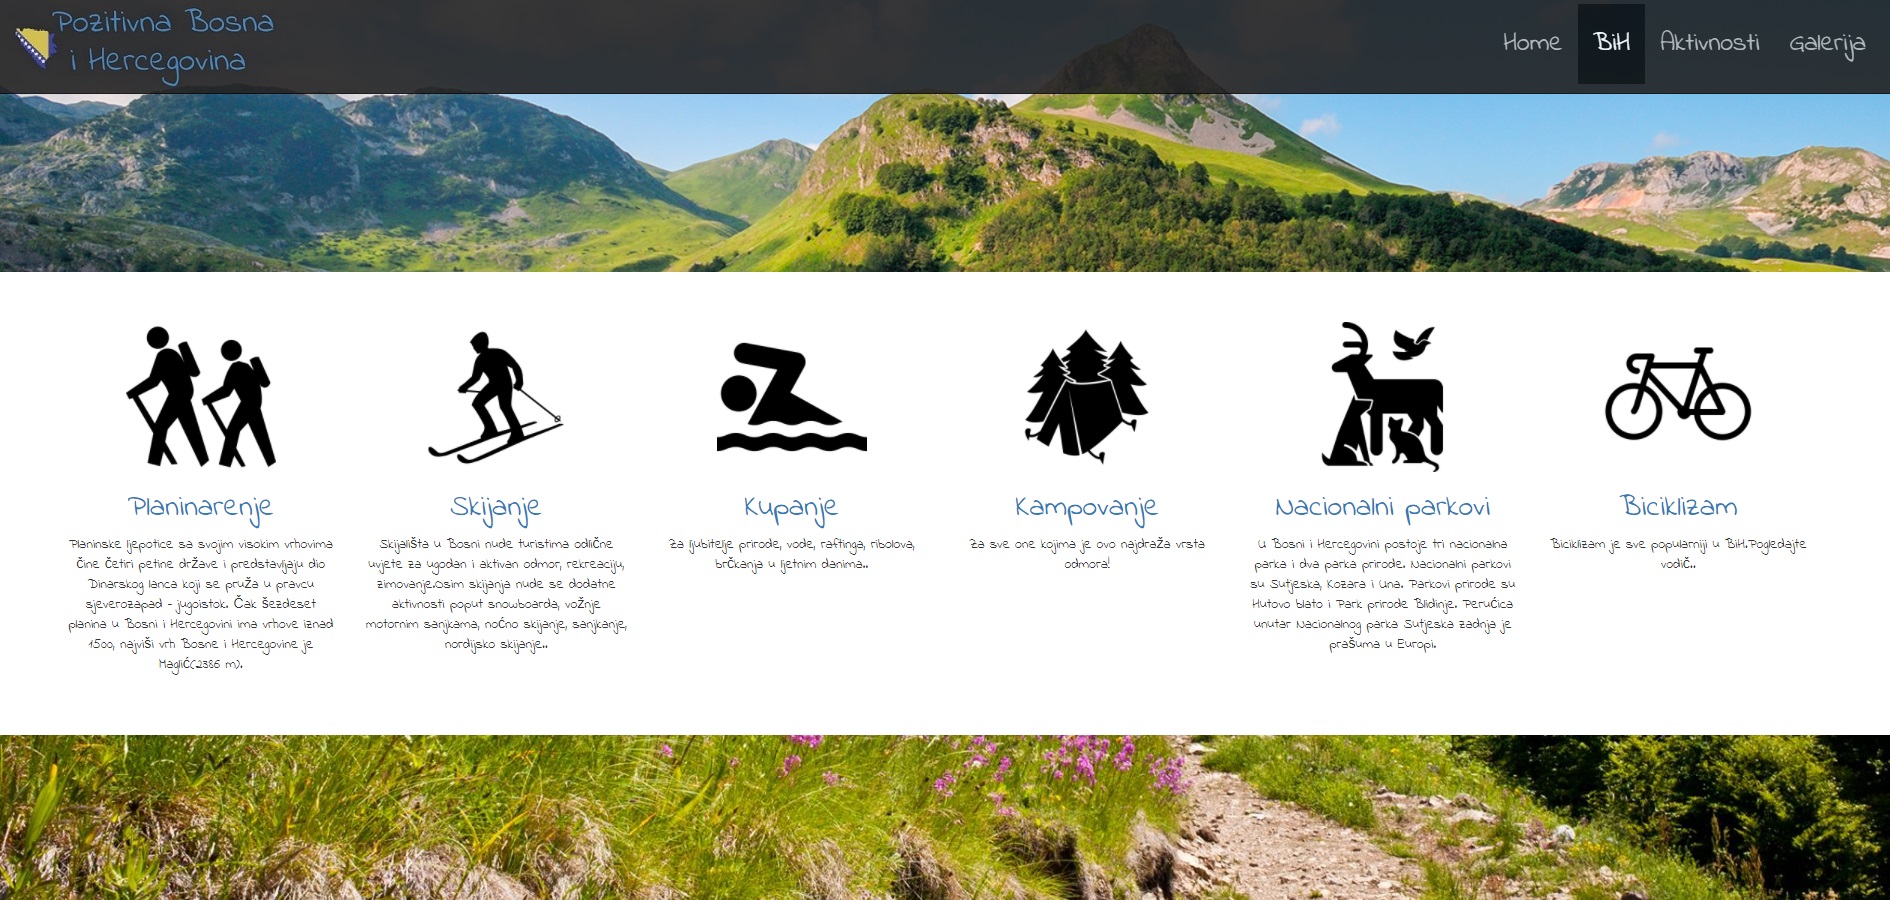 Pozitivna Bosna
i Hercegovina
Home
BiH
Aktivnosti
Galerija
Planinarenje
Planinske ljepotice sa svojim visokim vrhovima
čine četiri petine države i predstavljaju dio
Dinarskog lanca koji se pruža u pravcu
sjeverozapad - jugoistok. Čak šezdeset
planina u Bosni i Hercegovini ima vrhove iznad
1500, najviši vrh Bosne i Hercegovine je
Maglić(2386 m).
Skijanje
Skijališta u Bosni nude turistima odlične
uvjete za ugodan i aktivan odmor, rekreaciju,
zimovanje.Osim skijanja nude se dodatne
aktivnosti poput snowboarda, vožnje
motornim sanjkama, noćno skijanje, sanjkanje,
nordijsko skijanje..
Kupanje
Za ljubitelje prirode, vode, raftinga, ribolova,
brčkanja u ljetnim danima..
Kampovanje
Za sve one kojima je ovo najdraža vrsta
odmora!
Nacionalni parkovi
U Bosni i Hercegovini postoje tri nacionalna
parka i dva parka prirode. Nacionalni parkovi
su Sutjeska, Kozara i Una. Parkovi prirode su
Hutovo blato i Park prirode Blidinje. Perućica
unutar Nacionalnog parka Sutjeska zadnja je
prašuma u Europi.
Biciklizam
Biciklizam je sve popularniji u BiH.Pogledajte
vodič..